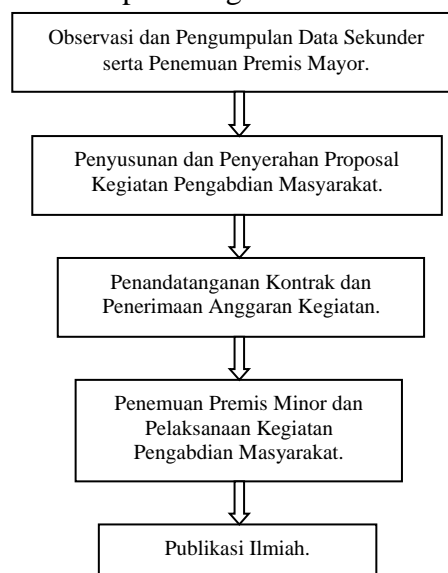 Observasi dan Pengumpulan Data Sekunder
serta Penemuan Premis Mayor.
Penyusunan dan Penyerahan Proposal
Kegiatan Pengabdian Masyarakat.
Penandatanganan Kontrak dan
Penerimaan Anggaran Kegiatan.
Penemuan Premis Minor dan
Pelaksanaan Kegiatan
Pengabdian Masyarakat.
Publikasi Ilmiah.